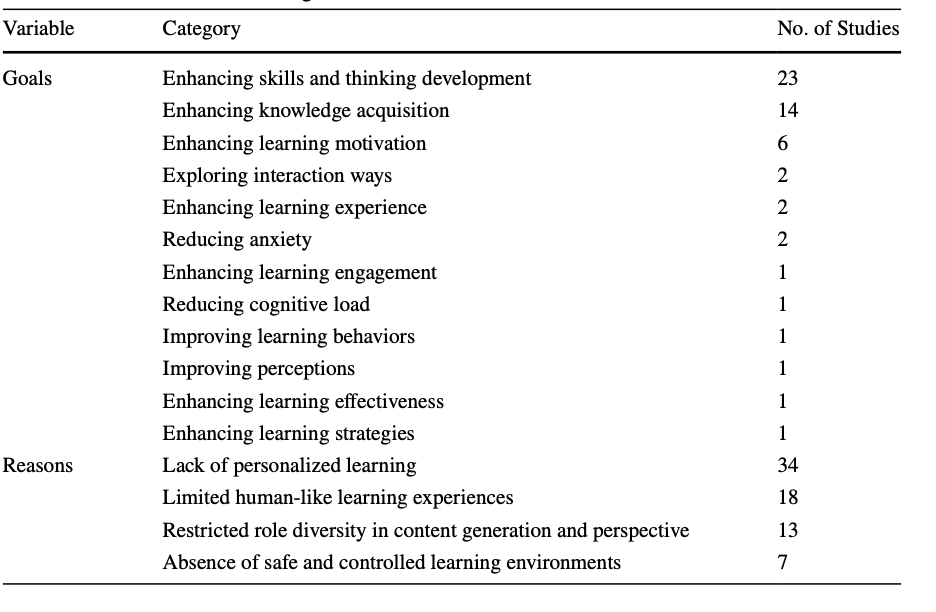 Variable Category No. of Studies
Goals Enhancing skills and thinking development 23
Enhancing knowledge acquisition 14
Enhancing learning motivation 6
Exploring interaction ways 2
Enhancing learning experience 2
Reducing anxiety 2
Enhancing learning engagement 1
Reducing cognitive load 1
Improving learning behaviors 1
Improving perceptions 1
Enhancing learning effectiveness 1
Enhancing learning strategies 1
Reasons Lack of personalized learning 34
Limited human-like learning experiences 18
Restricted role diversity in content generation and perspective 13
Absence of safe and controlled learning environments 7